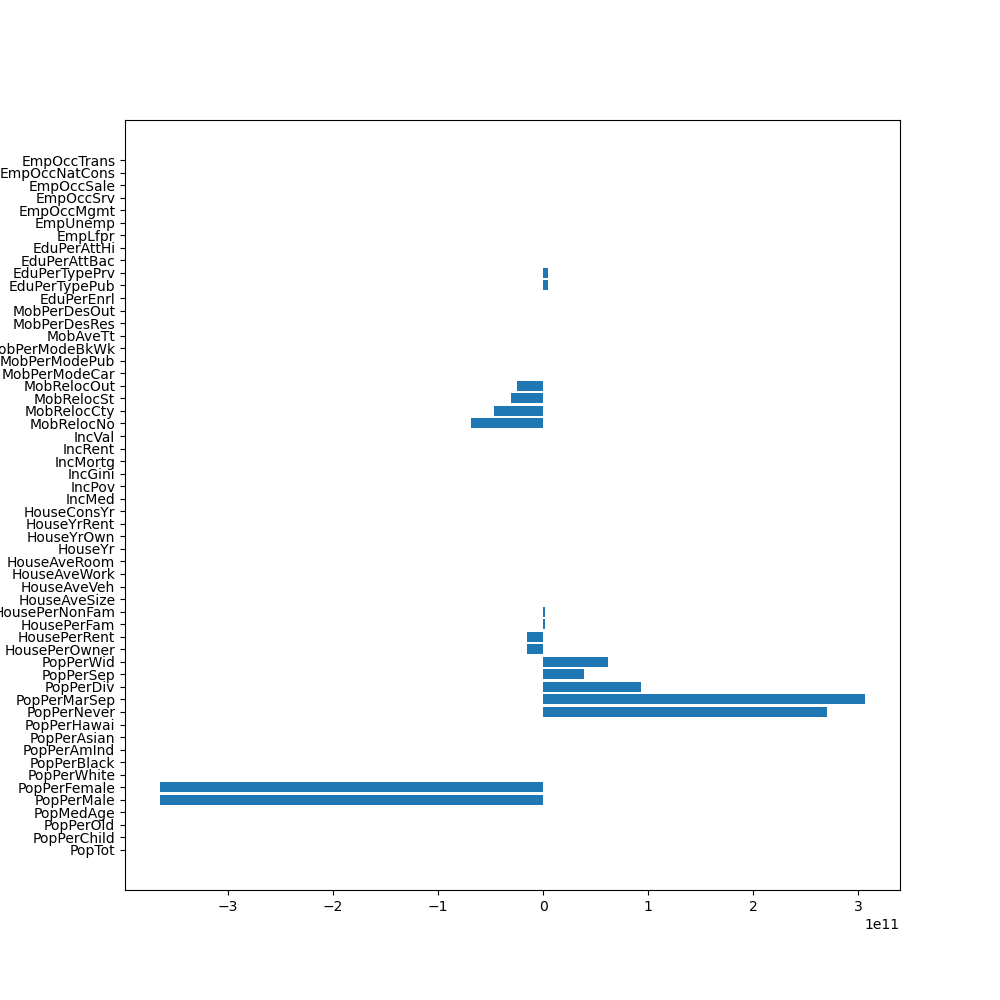 EmpOccTrans
EmpOccNatCons
EmpOccSale
EmpOccSrv
EmpOccMgmt
EmpUnemp
EmpLfpr
EduPerAttHi
EduPerAttBac
EduPerTypePrv
EduPerTypePub
EduPerEnrl
MobPerDesOut
MobPerDesRes
MobAveTt
obPerModeBkWk
MobPerModePub
MobPerModeCar
MobRelocOut
MobRelocSt
MobRelocCty
MobRelocNo
IncVal
IncRent
IncMortg
IncGini
IncPov
IncMed
HouseConsYr
HouseYrRent
HouseYrOwn
HouseYr
HouseAveRoom
HouseAveWork
HouseAveVeh
HouseAveSize
HousePerNonFam
HousePerFam
HousePerRent
HousePerOwner
PopPerWid
PopPerSep
PopPerDiv
PopPerMarSep
PopPerNever
PopPerHawai
PopPerAsian
PopPerAmInd
PopPerBlack
PopPerWhite
PopPerFemale
PopPerMale
PopMedAge
PopPerOld
PopPerChild
PopTot
−3 −2 −1 0 1 2 3
1e11